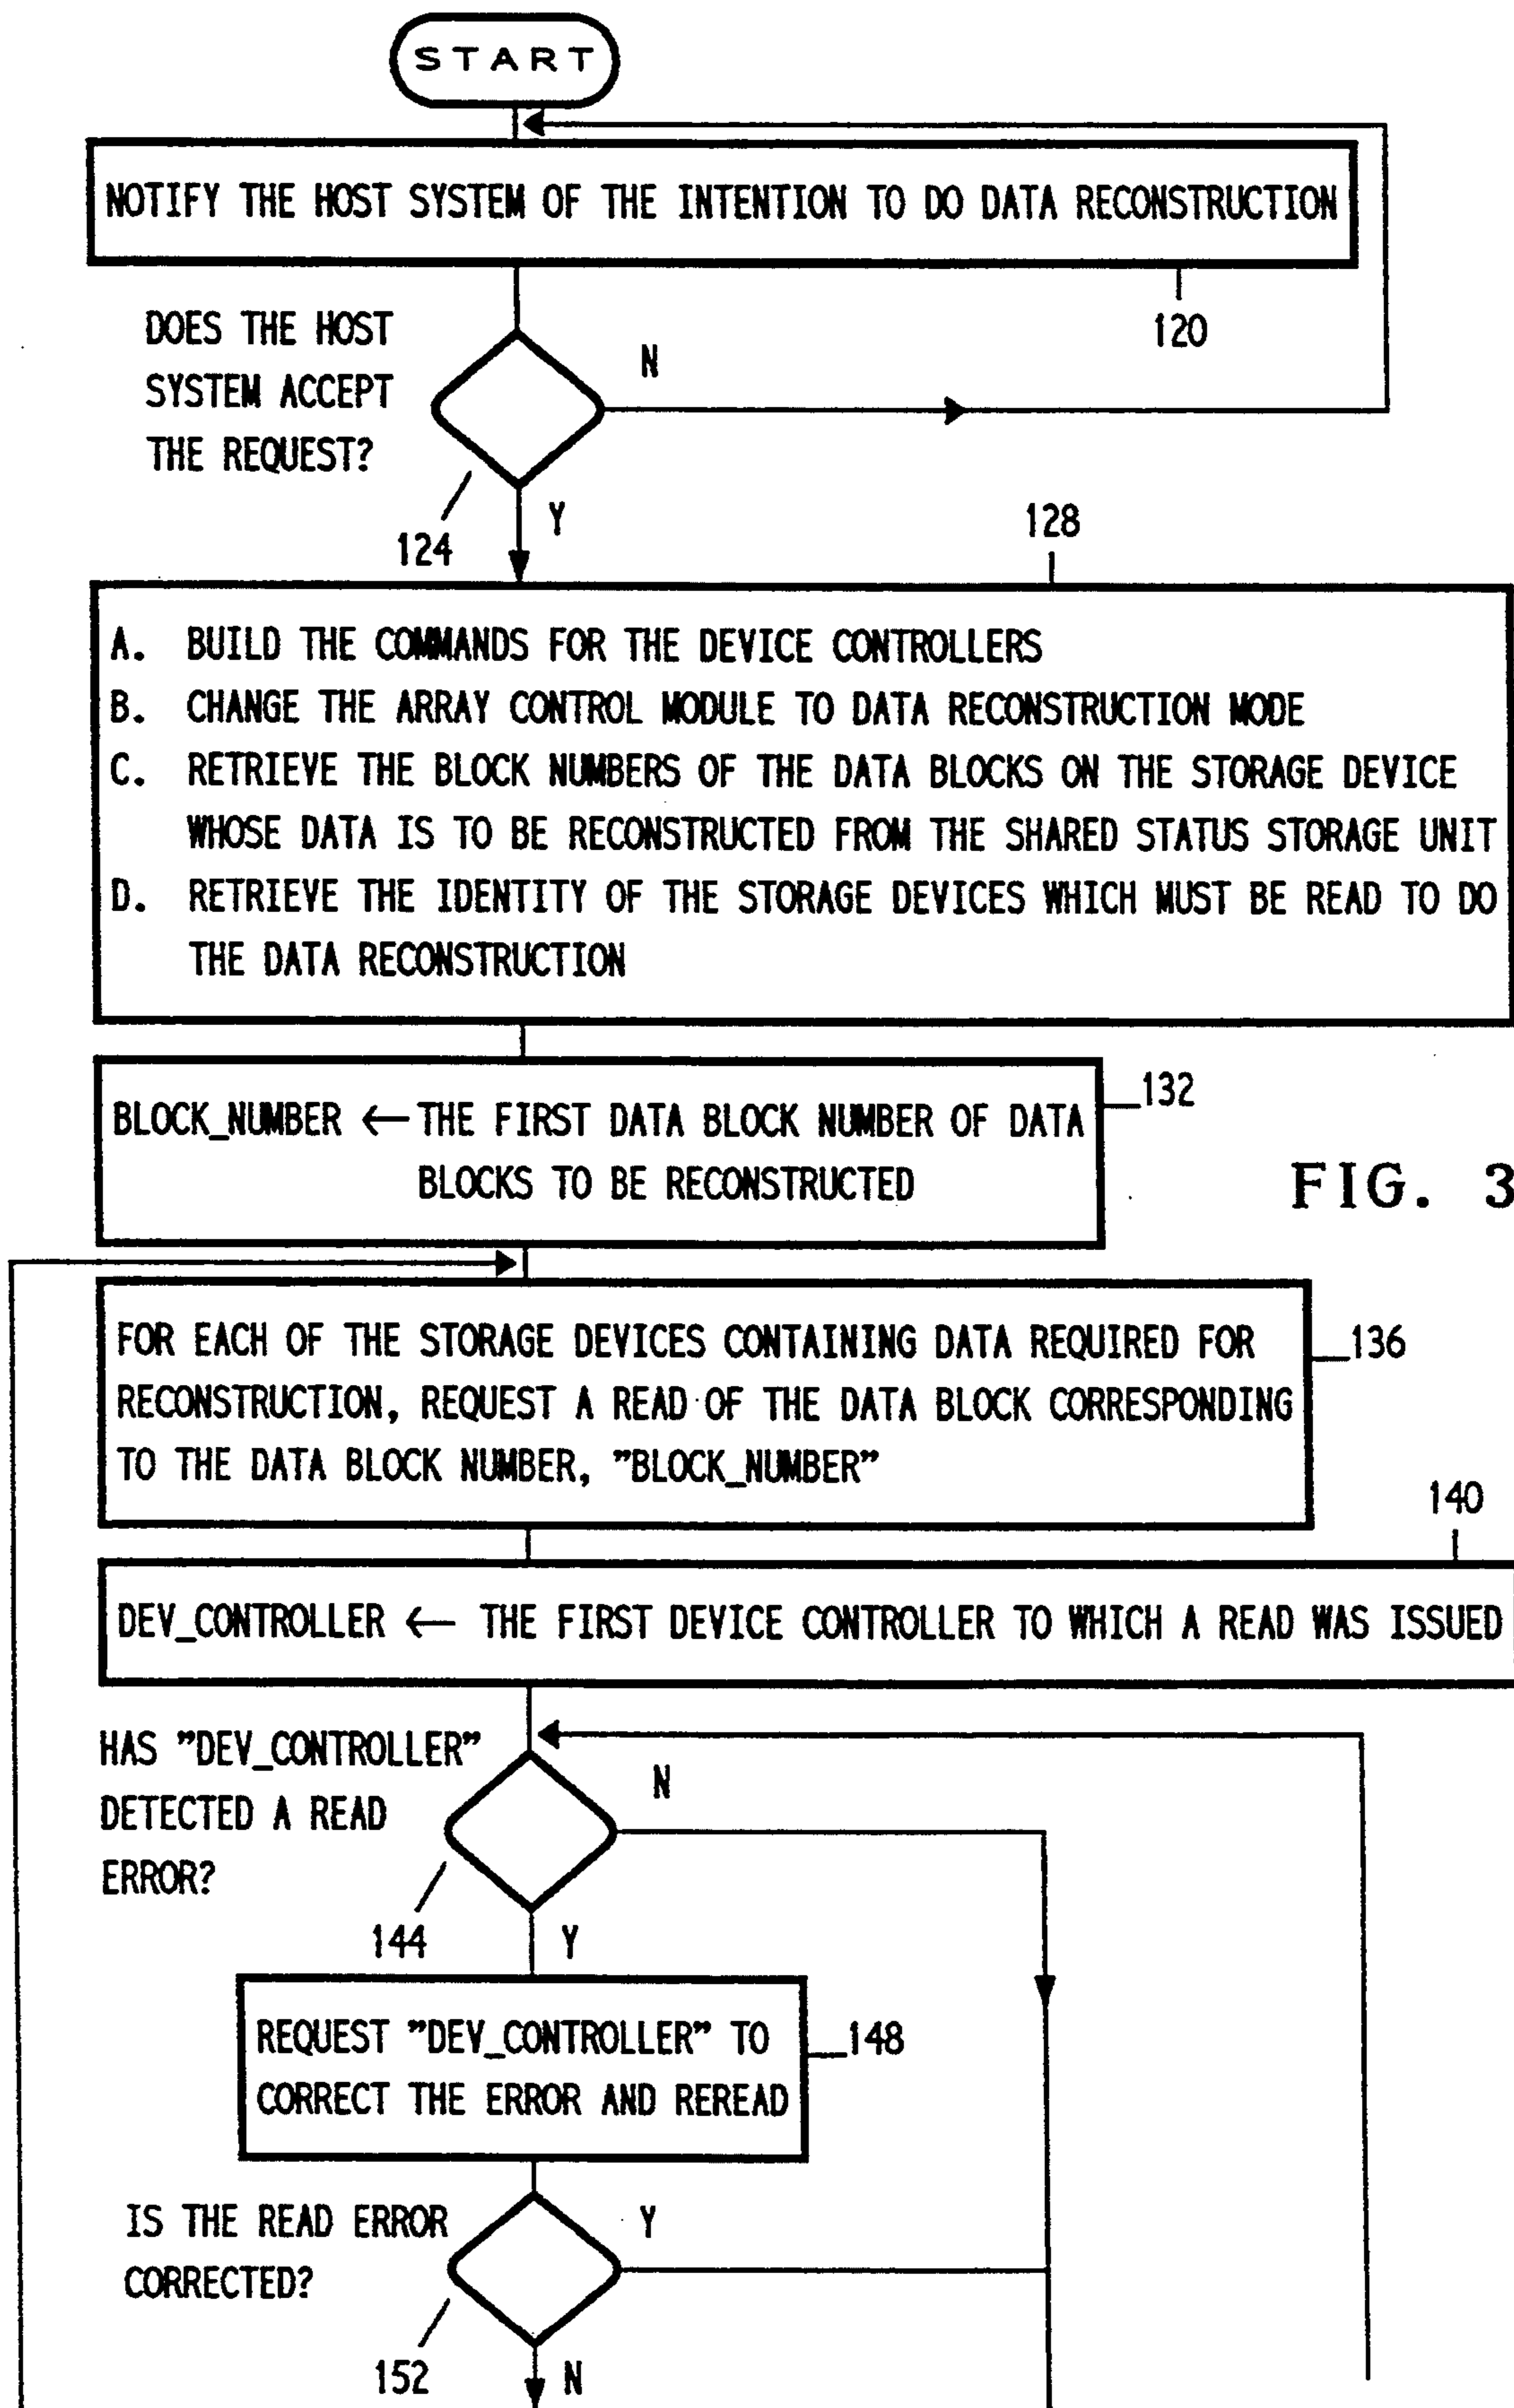 START
NOTIFY THE HOST SYSTEM OF THE INTENTION TO DO DATA RECONSTRUCTION
120
DOES THE HOST
SYSTEM ACCEPT
THE REQUEST?
N
124
Y
128
A. BUILD THE COMMANDS FOR THE DEVICE CONTROLLERS
B. CHANGE THE ARRAY CONTROL MODULE TO DATA RECONSTRUCTION MODE
C. RETRIEVE THE BLOCK NUMBERS OF THE DATA BLOCKS ON THE STORAGE DEVICE
WHOSE DATA IS TO BE RECONSTRUCTED FROM THE SHARED STATUS STORAGE UNIT
D. RETRIEVE THE IDENTITY OF THE STORAGE DEVICES WHICH MUST BE READ TO DO
THE DATA RECONSTRUCTION
BLOCK_NUMBER ← THE FIRST DATA BLOCK NUMBER OF DATA
BLOCKS TO BE RECONSTRUCTED
132
FIG. 3
FOR EACH OF THE STORAGE DEVICES CONTAINING DATA REQUIRED FOR
RECONSTRUCTION, REQUEST A READ OF THE DATA BLOCK CORRESPONDING
TO THE DATA BLOCK NUMBER, "BLOCK_NUMBER"
136
140
DEV_CONTROLLER ← THE FIRST DEVICE CONTROLLER TO WHICH A READ WAS ISSUED
HAS "DEV_CONTROLLER"
DETECTED A READ
ERROR?
N
144
Y
REQUEST "DEV_CONTROLLER" TO
CORRECT THE ERROR AND REREAD
148
IS THE READ ERROR
CORRECTED?
Y
152
N